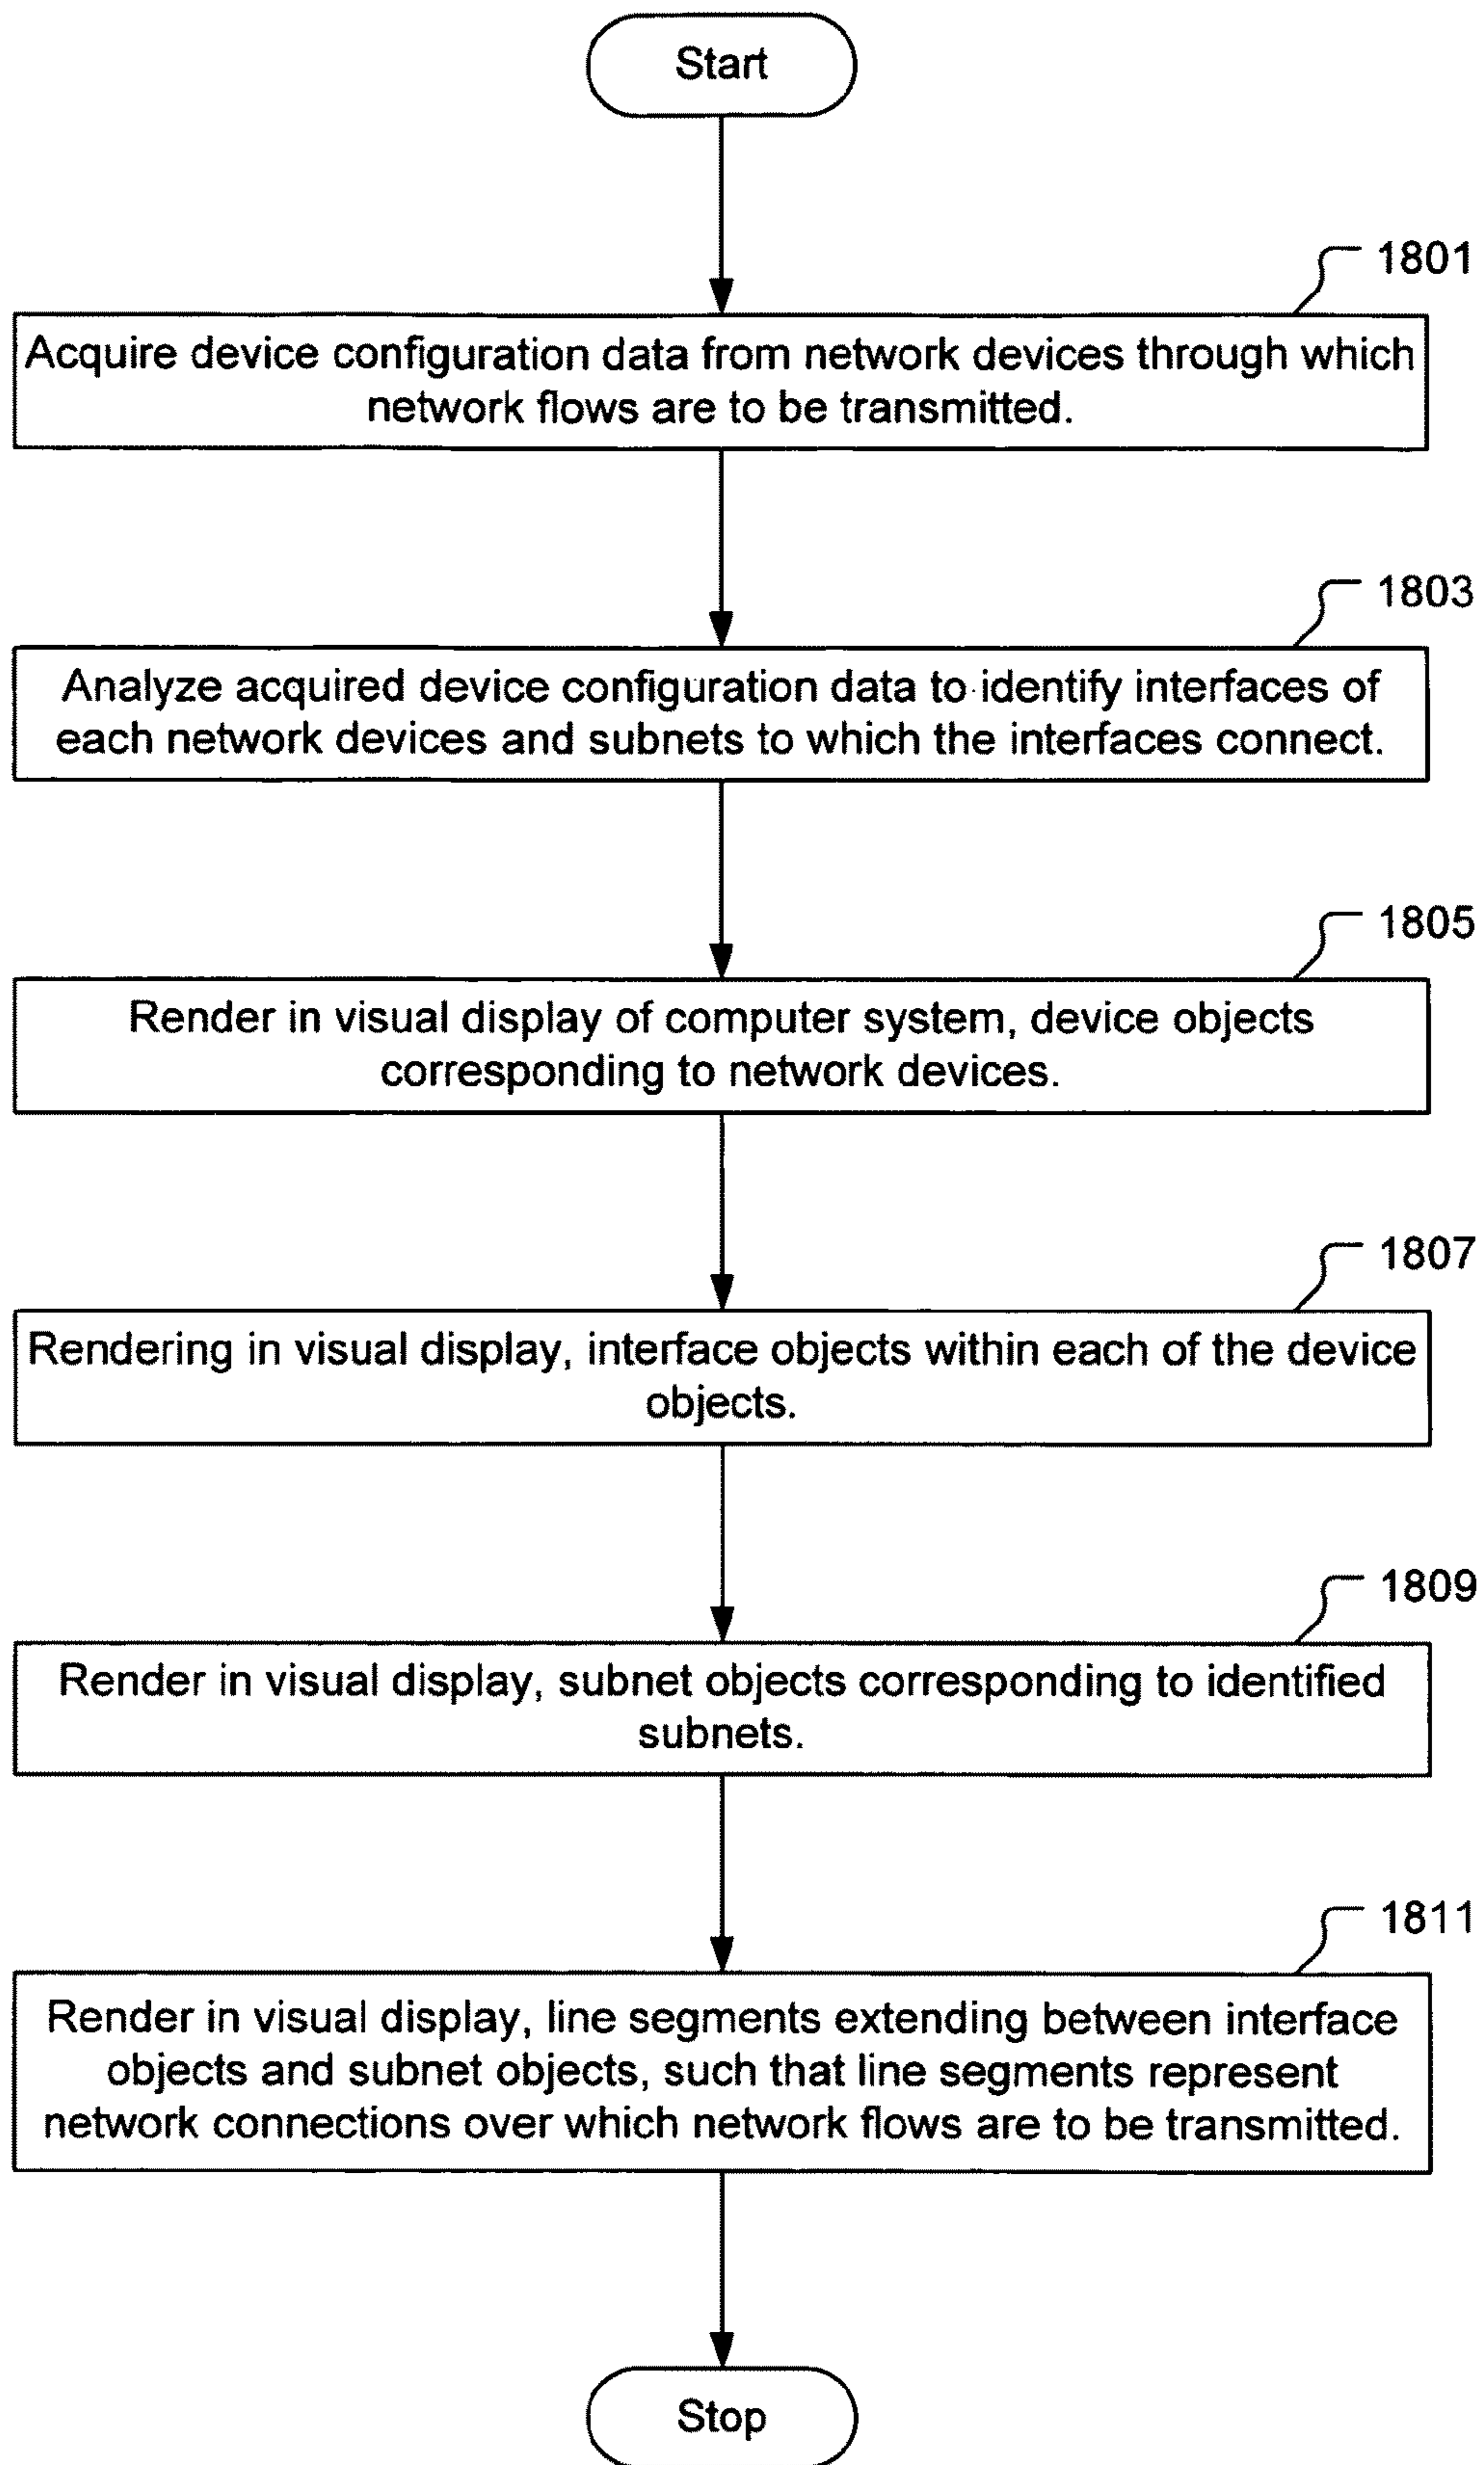 Start
1801
Acquire device configuration data from network devices through which
network flows are to be transmitted.
1803
Analyze acquired device configuration data to identify interfaces of
each network devices and subnets to which the interfaces connect.
1805
Render in visual display of computer system, device objects
corresponding to network devices.
1807
Rendering in visual display, interface objects within each of the device
objects.
1809
Render in visual display, subnet objects corresponding to identified
subnets.
1811
Render in visual display, line segments extending between interface
objects and subnet objects, such that line segments represent
network connections over which network flows are to be transmitted.
Stop